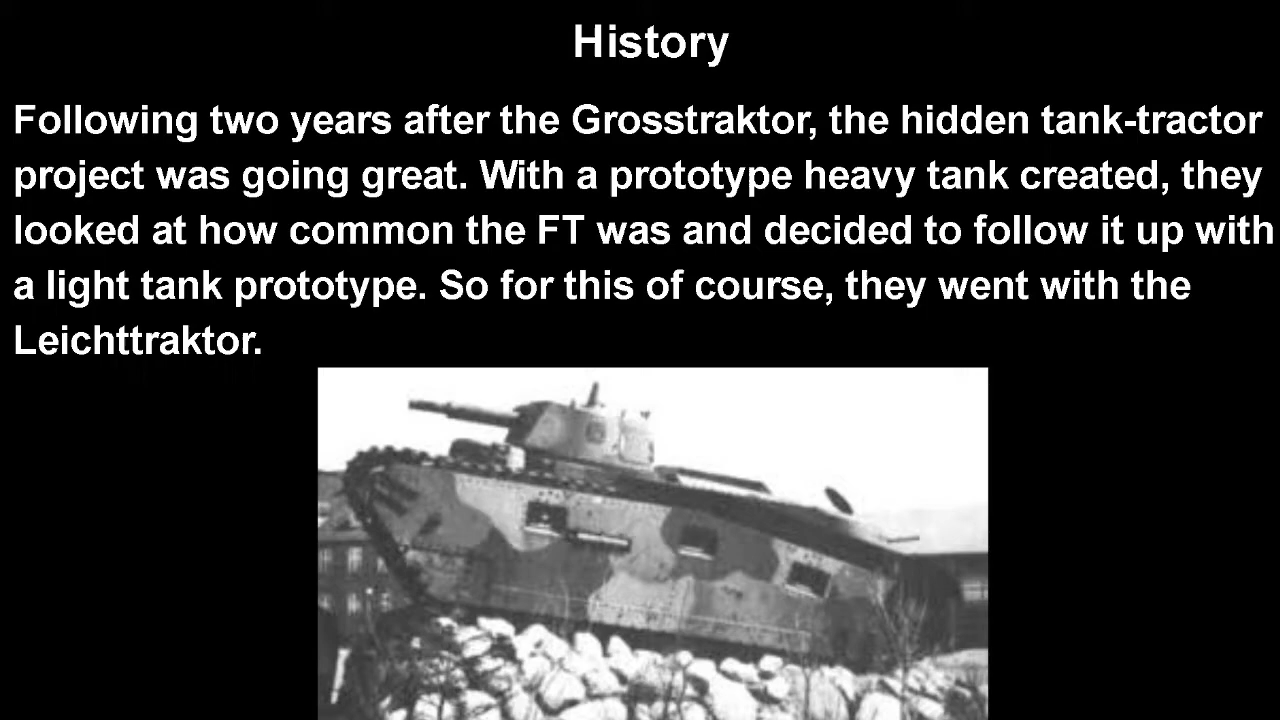 History
Following two years after the Grosstraktor, the hidden tank-tractor
project was going great. With a prototype heavy tank created, they
looked at how common the FT was and decided to follow it up with
a light tank prototype. So for this of course, they went with the
Leichttraktor.